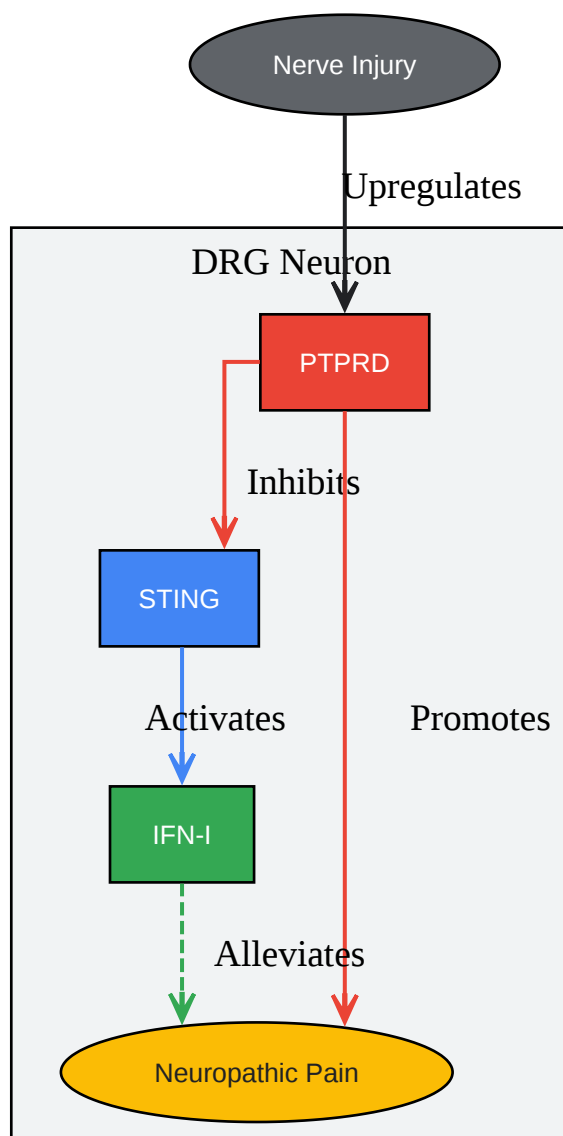 Nerve Injury
Upregulates
DRG Neuron
PTPRD
Inhibits
STING
Activates
Promotes
IFN-I
Alleviates
Neuropathic Pain